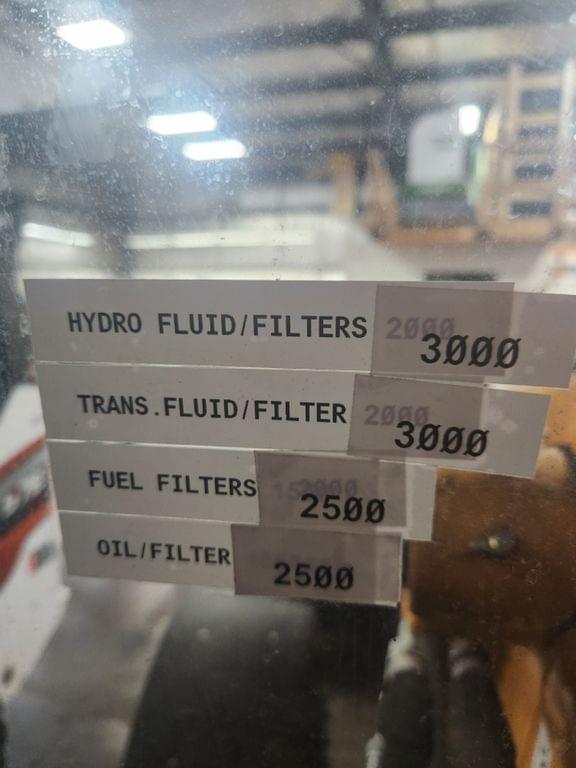 HYDRO FLUID/FILTERS 2000 3000
TRANS.FLUID/FILTER 2000 3000
FUEL FILTERS 2500
OIL/FILTER 2500